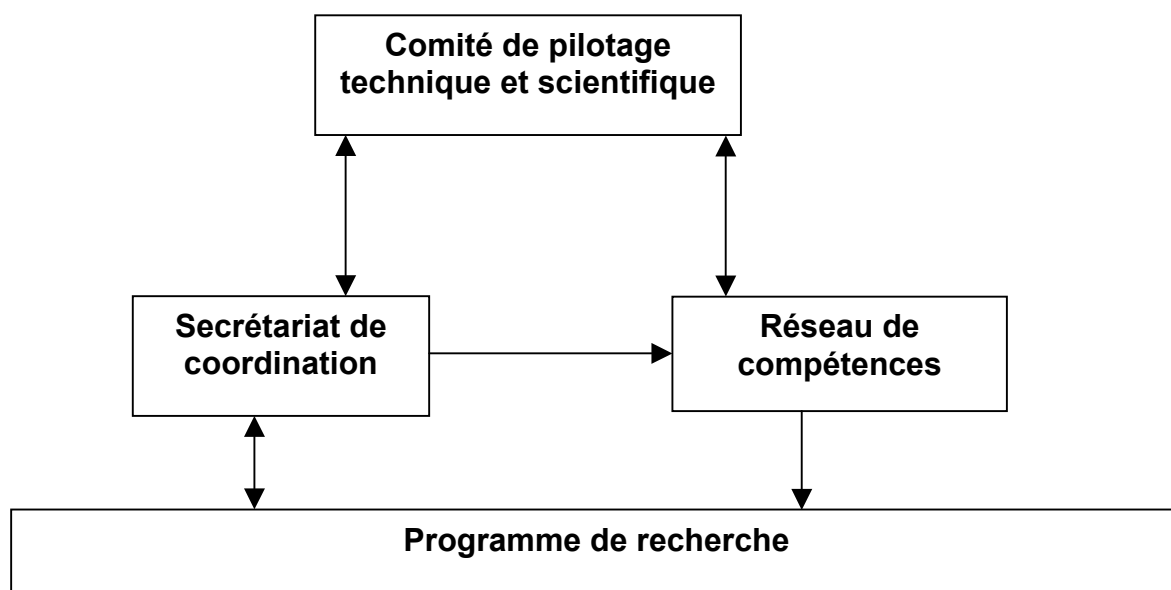 Comité de pilotage
technique et scientifique
Secrétariat de
coordination
Réseau de
compétences
Programme de recherche